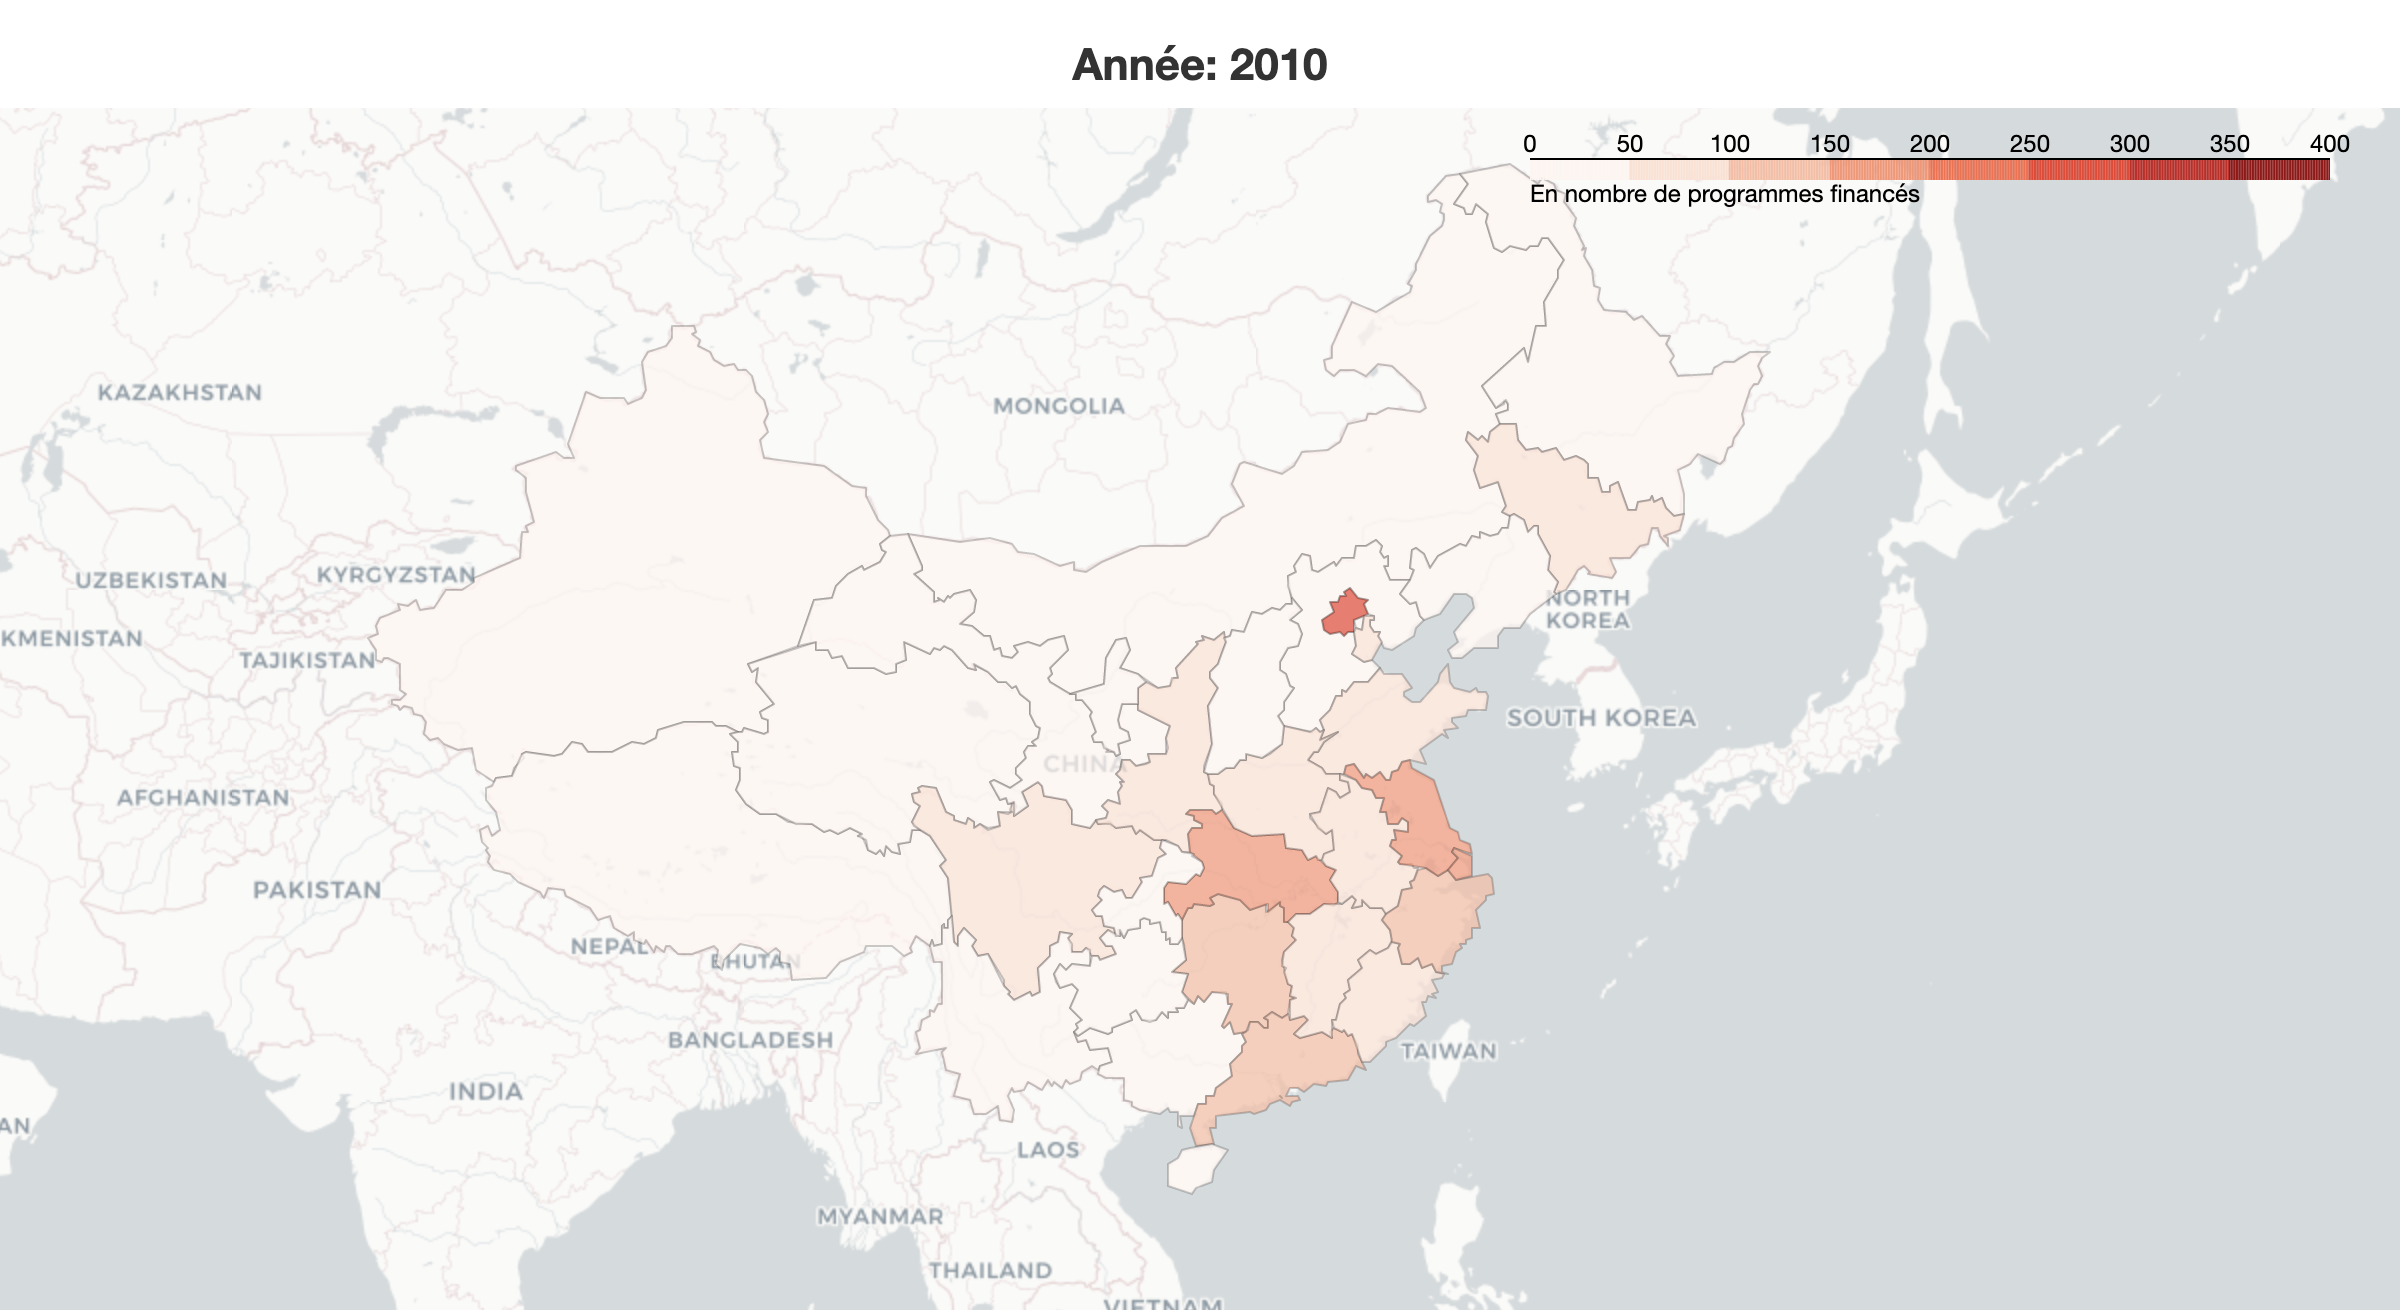 Année: 2010
0 50 100 150 200 250 300 350 400
En nombre de programmes financés
KAZAKHSTAN
MONGOLIA
UZBEKISTAN
KYRGYZSTAN
NORTH
KOREA
KMENISTAN
TAJIKISTAN
SOUTH KOREA
CHINA
AFGHANISTAN
PAKISTAN
NEPAL
BHUTAN
BANGLADESH
TAIWAN
INDIA
AN
LAOS
MYANMAR
THAILAND
VIETNAM